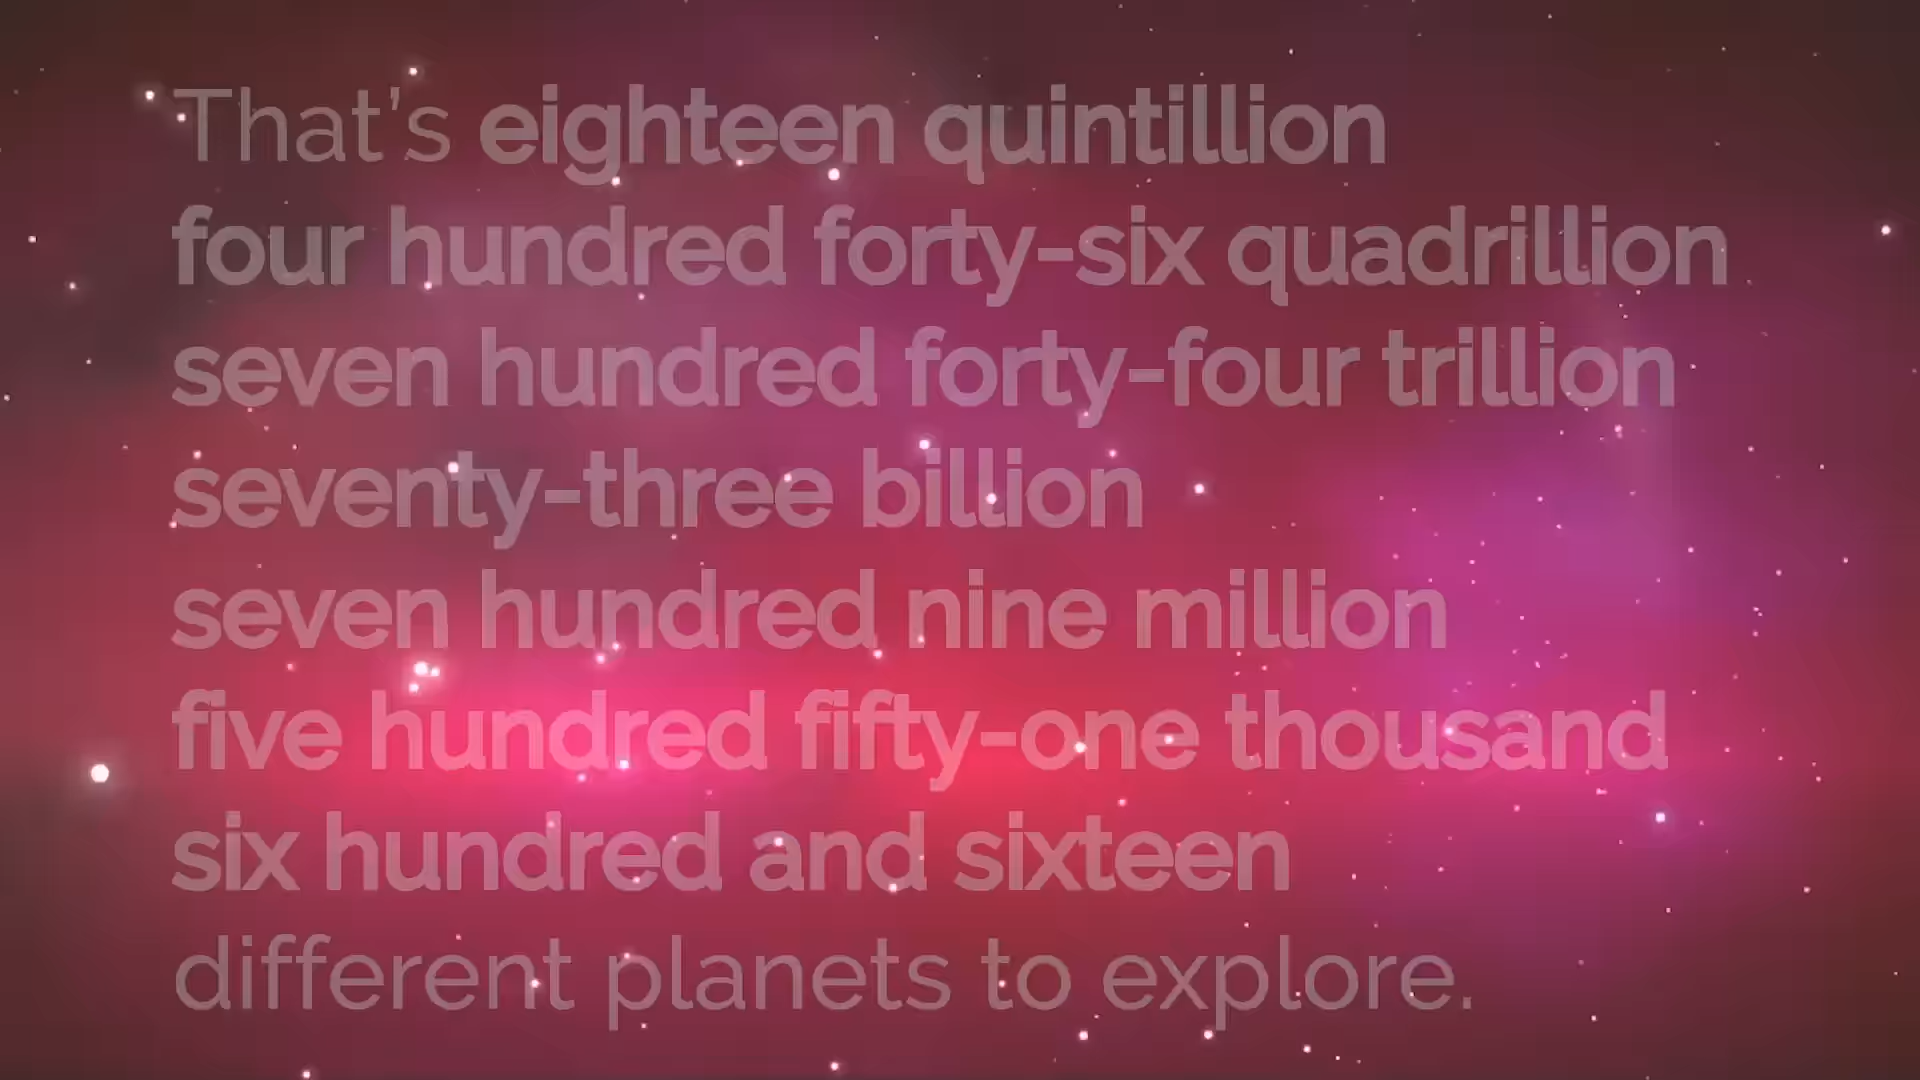 That's eighteen quintillion
four hundred forty-six quadrillion
seven hundred forty-four trillion
seventy-three billion
seven hundred nine million
five hundred fifty-one thousand
six hundred and sixteen
different planets to explore.